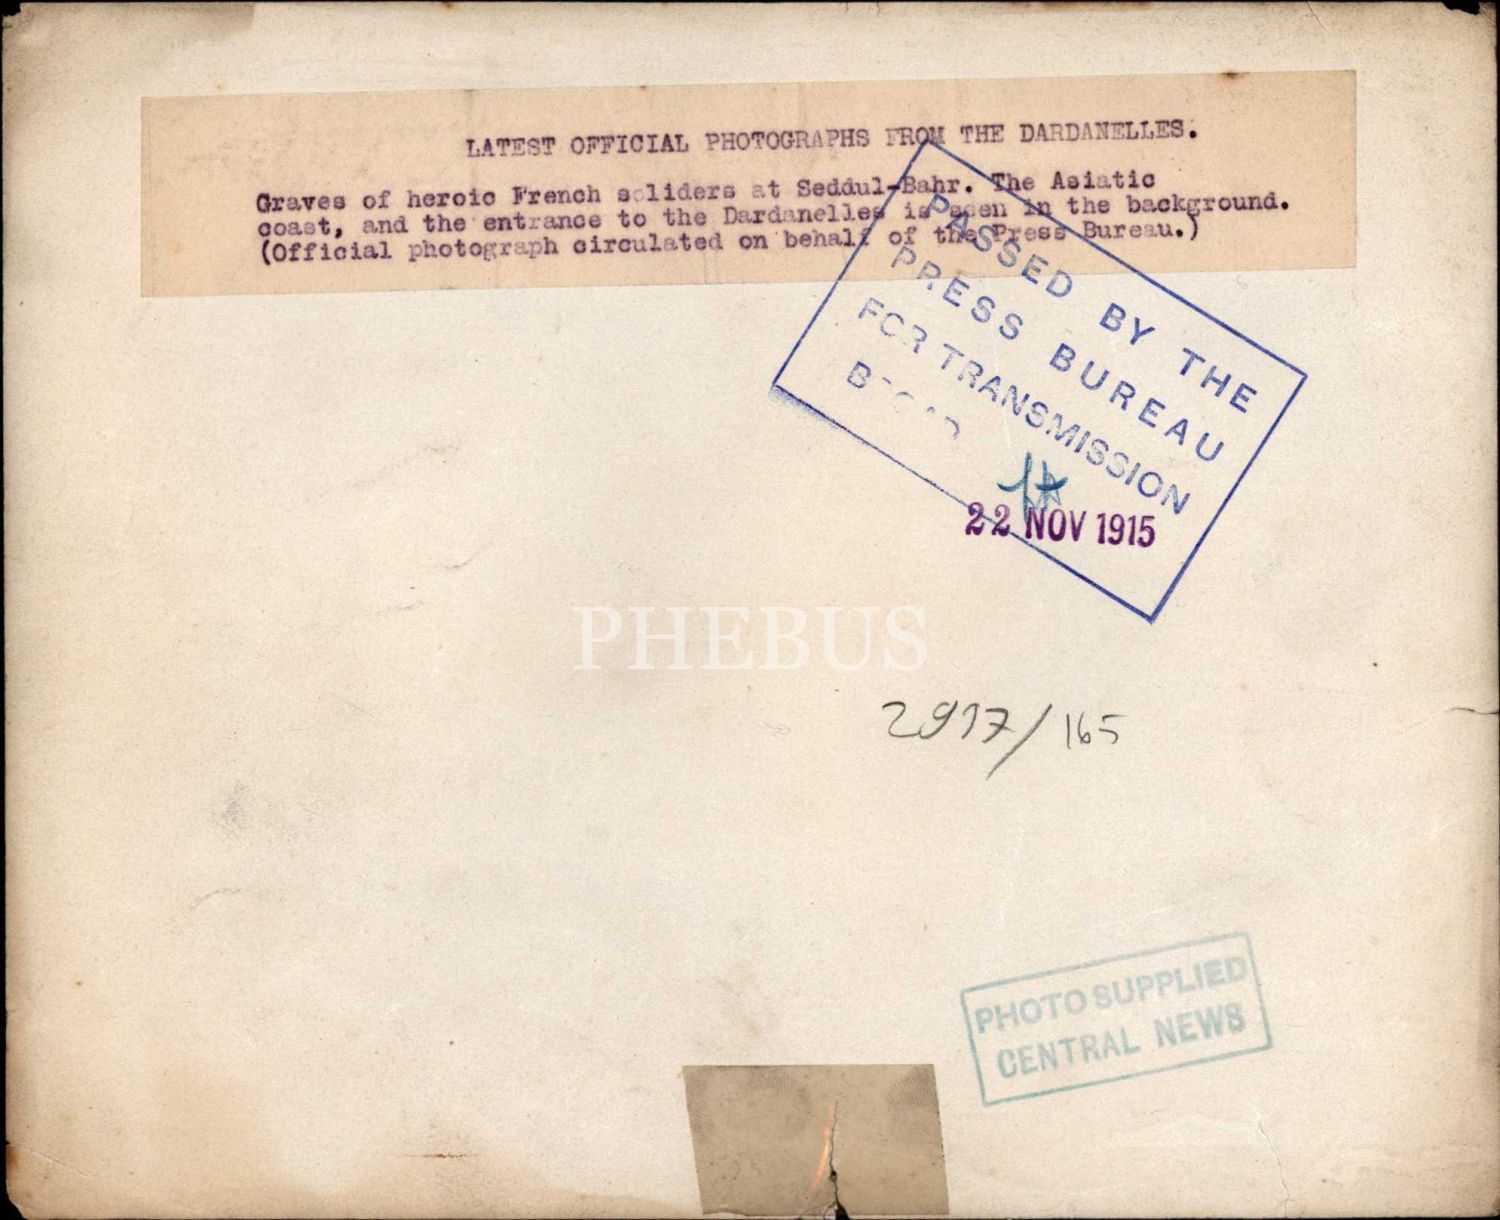 LATEST OFFICIAL PHOTOGRAPHS FROM THE DARDANELLES.
Graves of heroic French soliders at Seddul-Bahr. The Asiatic
coast, and the entrance to the Dardanelles is seen in the background.
(Official photograph circulated on behalf of the Press Bureau.)
PASSED BY THE
PRESS BUREAU
FOR TRANSMISSION
22 NOV 1915
PHEBUS
2917/165
PHOTO SUPPLIED
CENTRAL NEWS